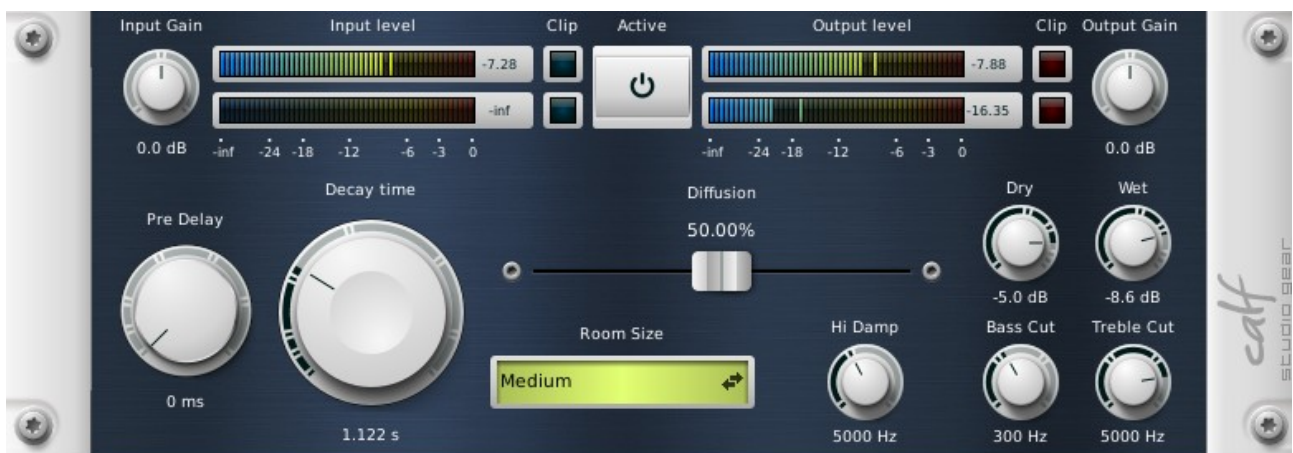 Input Gain
Input level
Clip
Active
Output level
Clip
Output Gain
-7.28
-7.88
-inf
-16.35
0.0 dB
-inf -24 -18 -12 -6 -3 0
-inf -24 -18 -12 -6 -3 0
0.0 dB
Decay time
Diffusion
Dry
Wet
Pre Delay
50.00%
-5.0 dB
-8.6 dB
Room Size
Hi Damp
Bass Cut
Treble Cut
Medium
0 ms
1.122 s
5000 Hz
300 Hz
5000 Hz
calf
studio gear